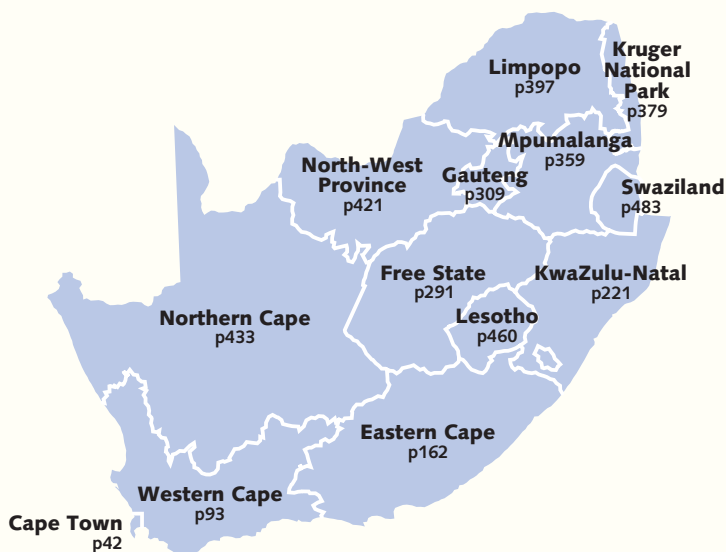 Limpopo
p397
Kruger
National
Park
p379
Mpumalanga
p359
North-West
Province
p421
Gauteng
p309
Swaziland
p483
Free State
p291
KwaZulu-Natal
p221
Lesotho
p460
Northern Cape
p433
Eastern Cape
p162
Western Cape
p93
Cape Town
p42